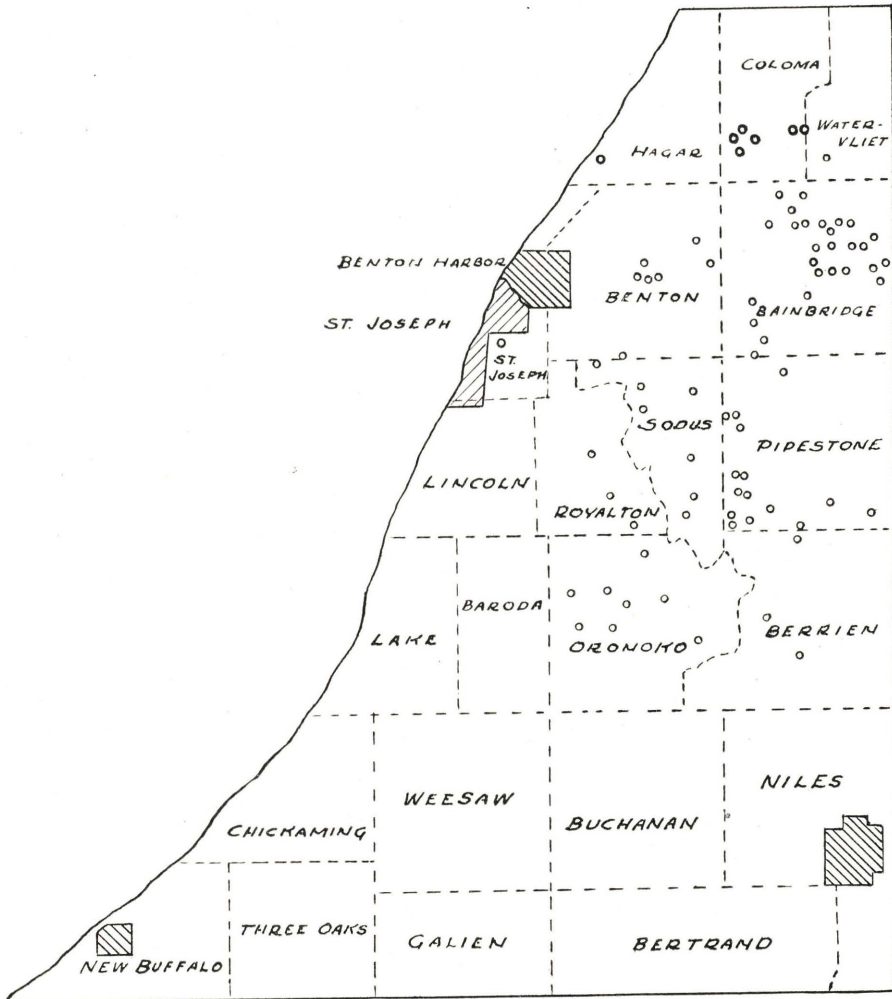 COLOMA
WATER-
VLIET
HAGAR
BENTON HARBOR
BENTON
BAINBRIDGE
ST. JOSEPH
ST.
JOSEPH
SODUS
PIPESTONE
LINCOLN
ROYALTON
BARODA
LAKE
ORONOKO
BERRIEN
WEESAW
NILES
CHICKAMING
BUCHANAN
THREE OAKS
GALIEN
BERTRAND
NEW BUFFALO